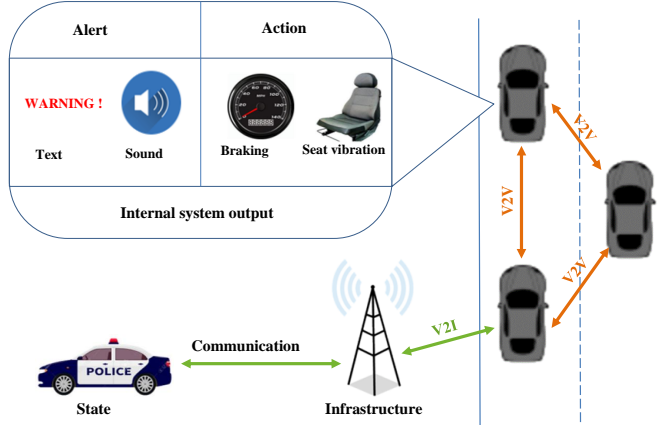 Alert
Action
WARNING !
Text
Sound
Braking
Seat vibration
Internal system output
V2V
V2V
V2V
V2I
Communication
POLICE
State
Infrastructure